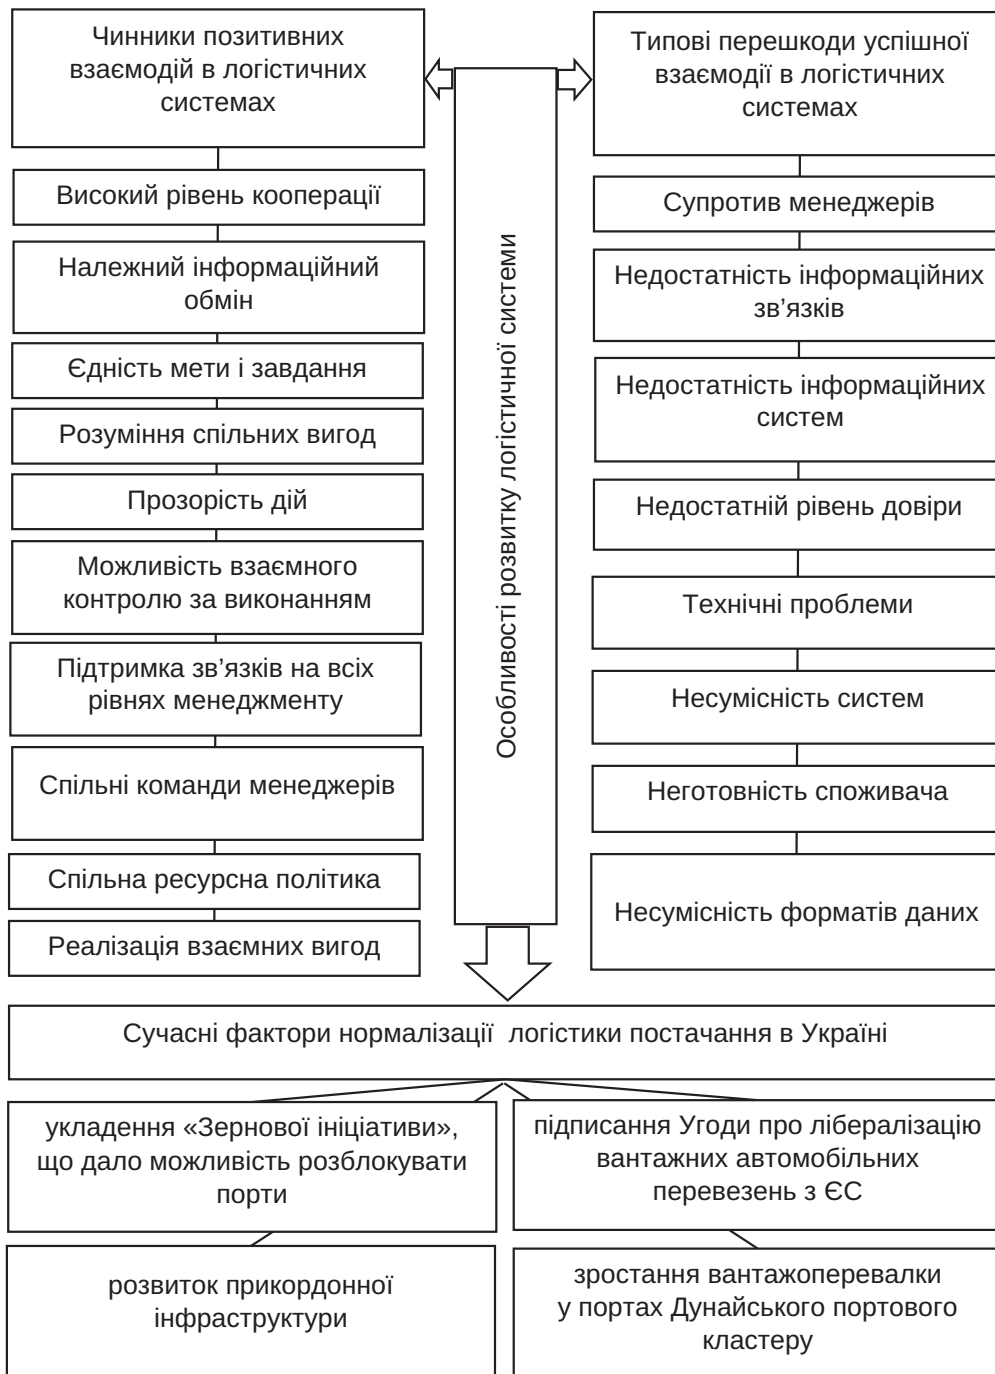 Чинники позитивних
взаємодій в логістичних
системах
Високий рівень кооперації
Належний інформаційний
обмін
Єдність мети і завдання
Розуміння спільних вигод
Прозорість дій
Можливість взаємного
контролю за виконанням
Підтримка зв’язків на всіх
рівнях менеджменту
Спільні команди менеджерів
Спільна ресурсна політика
Реалізація взаємних вигод
Особливості розвитку логістичної системи
Типові перешкоди успішної
взаємодії в логістичних
системах
Супротив менеджерів
Недостатність інформаційних
зв’язків
Недостатність інформаційних
систем
Недостатній рівень довіри
Технічні проблеми
Несумісність систем
Неготовність споживача
Несумісність форматів даних
Сучасні фактори нормалізації логістики постачання в Україні
укладення «Зернової ініціативи»,
що дало можливість розблокувати
порти
підписання Угоди про лібералізацію
вантажних автомобільних
перевезень з ЄС
розвиток прикордонної
інфраструктури
зростання вантажоперевалки
у портах Дунайського портового
кластеру